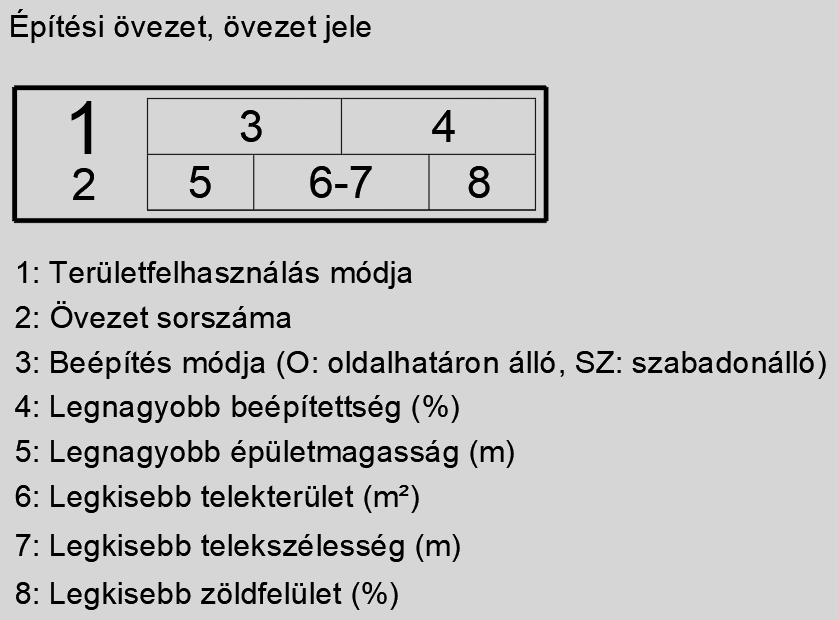 Építési övezet, övezet jele
1 3 4
2 5 6-7 8
1: Területfelhasználás módja
2: Övezet sorszáma
3: Beépítés módja (O: oldalhatáron álló, SZ: szabadonálló)
4: Legnagyobb beépítettség (%)
5: Legnagyobb épületmagasság (m)
6: Legkisebb telekterület (m²)
7: Legkisebb telekszélesség (m)
8: Legkisebb zöldfelület (%)